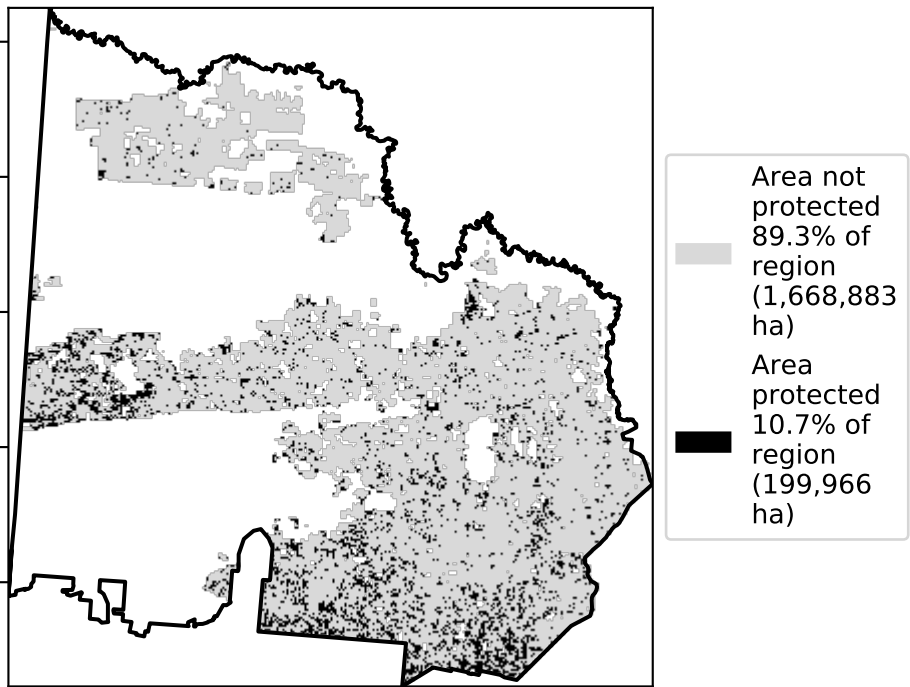 Area not
protected
89.3% of
region
(1,668,883
ha)
Area
protected
10.7% of
region
(199,966
ha)